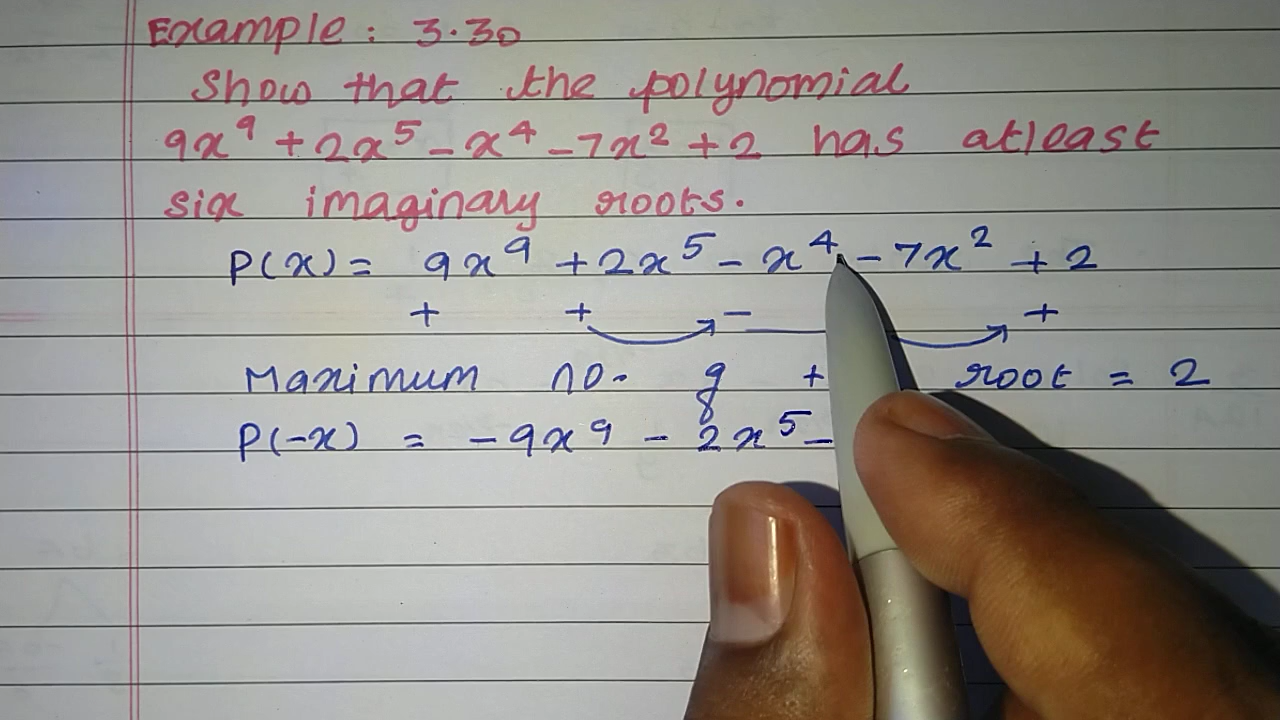 Example: 3.30
Show that the polynomial
9x⁹ + 2x⁵ - x⁴ - 7x² + 2 has atleast
six imaginary roots.
P(x) = 9x⁹ + 2x⁵ - x⁴ - 7x² + 2
+ + - +
Maximum no. of + root = 2
P(-x) = -9x⁹ - 2x⁵ -